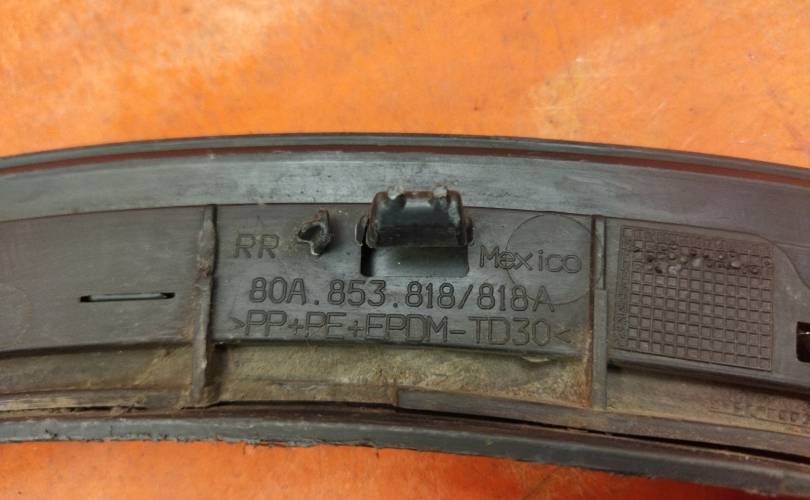 RR Mexico
80A.853.818/818A
>PP+PE+EPDM-TD30<